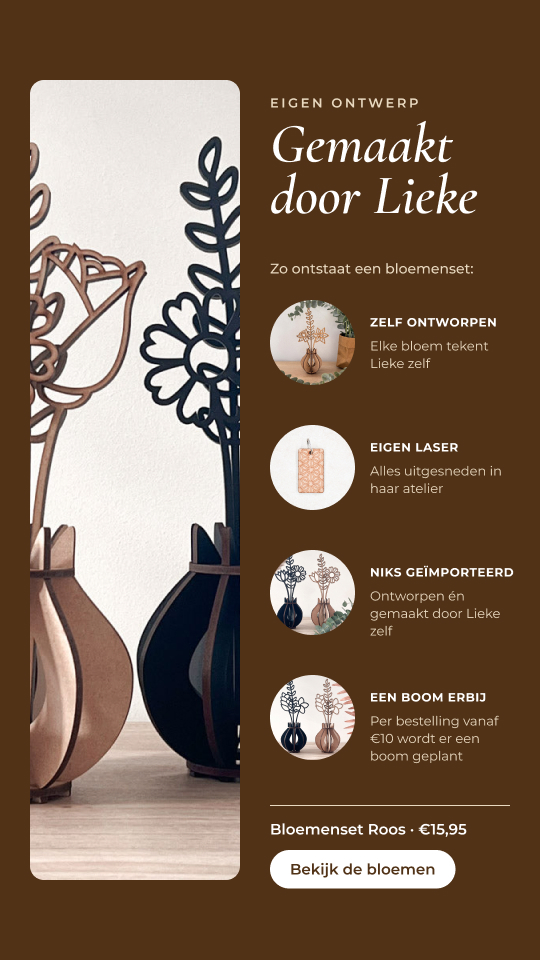 EIGEN ONTWERP
Gemaakt
door Lieke
Zo ontstaat een bloemenset:
ZELF ONTWORPEN
Elke bloem tekent
Lieke zelf
EIGEN LASER
Alles uitgesneden in
haar atelier
NIKS GEÏMPORTEERD
Ontworpen én
gemaakt door Lieke
zelf
EEN BOOM ERBIJ
Per bestelling vanaf
€10 wordt er een
boom geplant
Bloemenset Roos · €15,95
Bekijk de bloemen